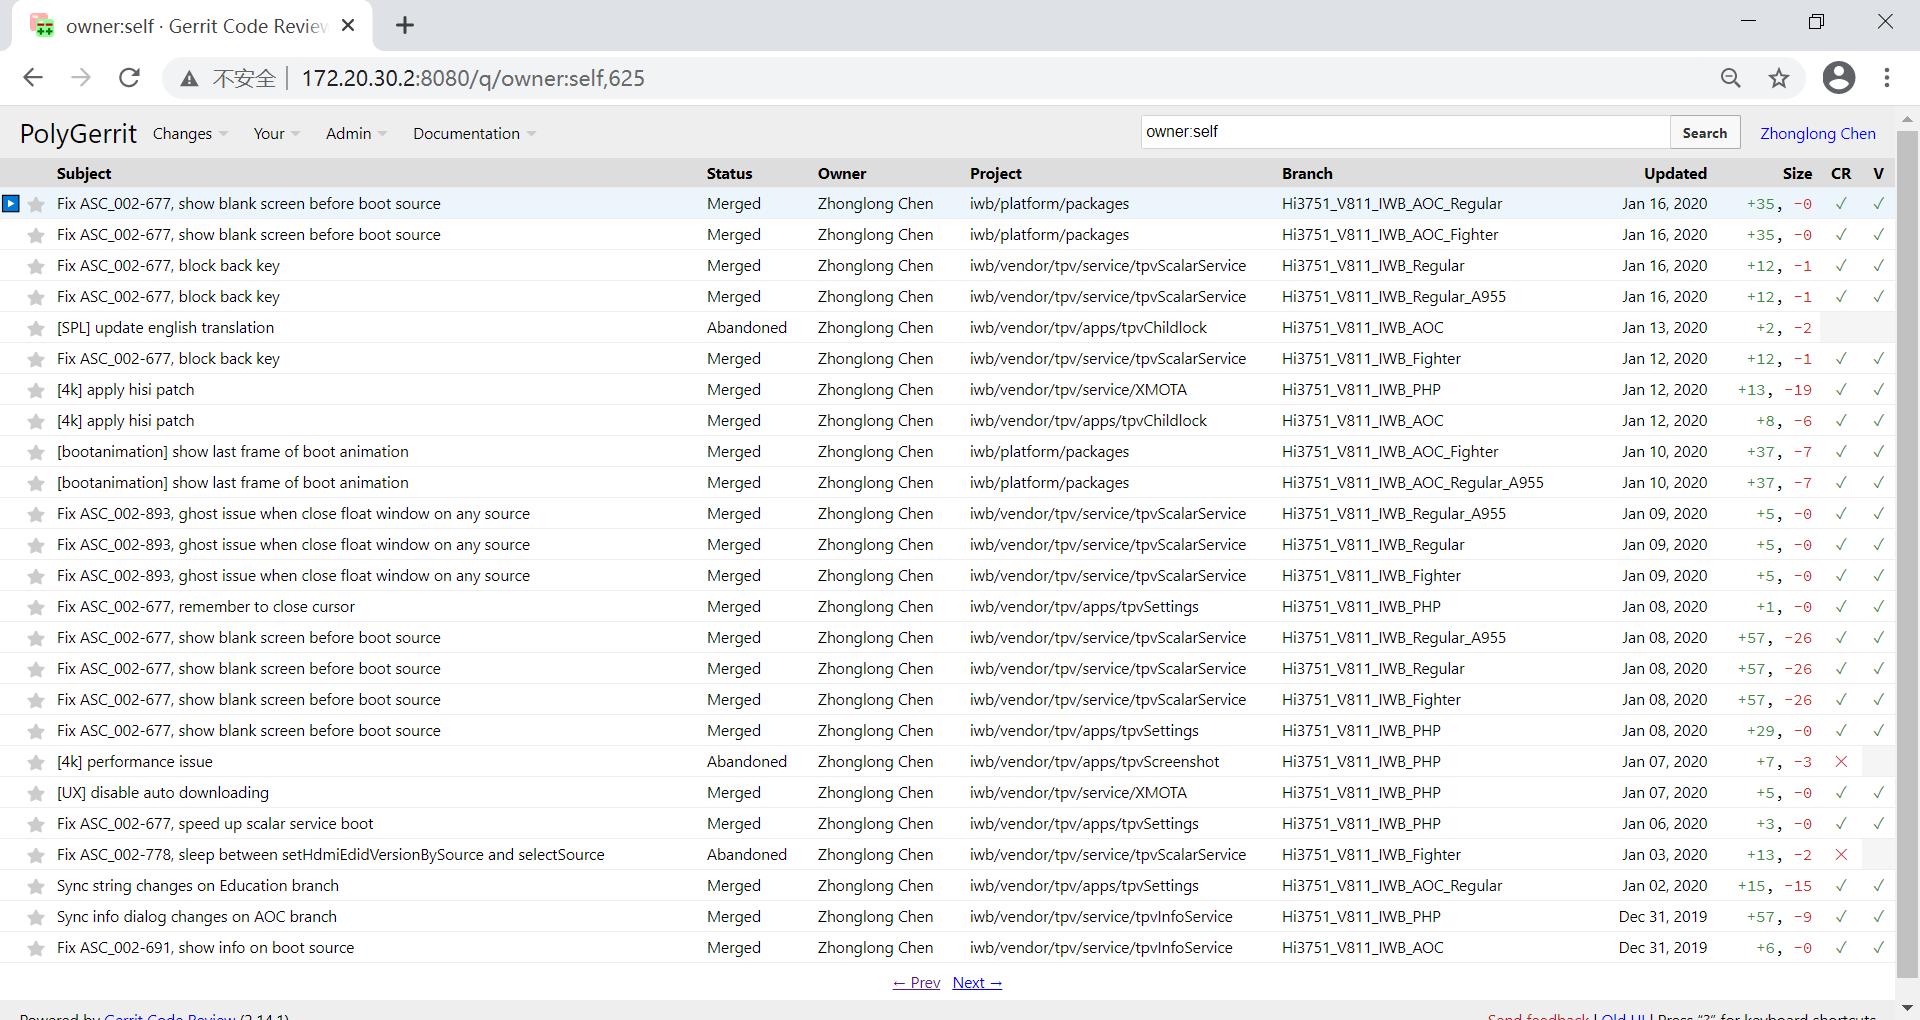 owner:self · Gerrit Code Review
不安全 172.20.30.2:8080/q/owner:self,625
PolyGerrit Changes Your Admin Documentation owner:self Search Zhonglong Chen
Subject Status Owner Project Branch Updated Size CR V
Fix ASC_002-677, show blank screen before boot source Merged Zhonglong Chen iwb/platform/packages Hi3751_V811_IWB_AOC_Regular Jan 16, 2020 +35, -0 ✓ ✓
Fix ASC_002-677, show blank screen before boot source Merged Zhonglong Chen iwb/platform/packages Hi3751_V811_IWB_AOC_Fighter Jan 16, 2020 +35, -0 ✓ ✓
Fix ASC_002-677, block back key Merged Zhonglong Chen iwb/vendor/tpv/service/tpvScalarService Hi3751_V811_IWB_Regular Jan 16, 2020 +12, -1 ✓ ✓
Fix ASC_002-677, block back key Merged Zhonglong Chen iwb/vendor/tpv/service/tpvScalarService Hi3751_V811_IWB_Regular_A955 Jan 16, 2020 +12, -1 ✓ ✓
[SPL] update english translation Abandoned Zhonglong Chen iwb/vendor/tpv/apps/tpvChildlock Hi3751_V811_IWB_AOC Jan 13, 2020 +2, -2
Fix ASC_002-677, block back key Merged Zhonglong Chen iwb/vendor/tpv/service/tpvScalarService Hi3751_V811_IWB_Fighter Jan 12, 2020 +12, -1 ✓ ✓
[4k] apply hisi patch Merged Zhonglong Chen iwb/vendor/tpv/service/XMOTA Hi3751_V811_IWB_PHP Jan 12, 2020 +13, -19 ✓ ✓
[4k] apply hisi patch Merged Zhonglong Chen iwb/vendor/tpv/apps/tpvChildlock Hi3751_V811_IWB_AOC Jan 12, 2020 +8, -6 ✓ ✓
[bootanimation] show last frame of boot animation Merged Zhonglong Chen iwb/platform/packages Hi3751_V811_IWB_AOC_Fighter Jan 10, 2020 +37, -7 ✓ ✓
[bootanimation] show last frame of boot animation Merged Zhonglong Chen iwb/platform/packages Hi3751_V811_IWB_AOC_Regular_A955 Jan 10, 2020 +37, -7 ✓ ✓
Fix ASC_002-893, ghost issue when close float window on any source Merged Zhonglong Chen iwb/vendor/tpv/service/tpvScalarService Hi3751_V811_IWB_Regular_A955 Jan 09, 2020 +5, -0 ✓ ✓
Fix ASC_002-893, ghost issue when close float window on any source Merged Zhonglong Chen iwb/vendor/tpv/service/tpvScalarService Hi3751_V811_IWB_Regular Jan 09, 2020 +5, -0 ✓ ✓
Fix ASC_002-893, ghost issue when close float window on any source Merged Zhonglong Chen iwb/vendor/tpv/service/tpvScalarService Hi3751_V811_IWB_Fighter Jan 09, 2020 +5, -0 ✓ ✓
Fix ASC_002-677, remember to close cursor Merged Zhonglong Chen iwb/vendor/tpv/apps/tpvSettings Hi3751_V811_IWB_PHP Jan 08, 2020 +1, -0 ✓ ✓
Fix ASC_002-677, show blank screen before boot source Merged Zhonglong Chen iwb/vendor/tpv/service/tpvScalarService Hi3751_V811_IWB_Regular_A955 Jan 08, 2020 +57, -26 ✓ ✓
Fix ASC_002-677, show blank screen before boot source Merged Zhonglong Chen iwb/vendor/tpv/service/tpvScalarService Hi3751_V811_IWB_Regular Jan 08, 2020 +57, -26 ✓ ✓
Fix ASC_002-677, show blank screen before boot source Merged Zhonglong Chen iwb/vendor/tpv/service/tpvScalarService Hi3751_V811_IWB_Fighter Jan 08, 2020 +57, -26 ✓ ✓
Fix ASC_002-677, show blank screen before boot source Merged Zhonglong Chen iwb/vendor/tpv/apps/tpvSettings Hi3751_V811_IWB_PHP Jan 08, 2020 +29, -0 ✓ ✓
[4k] performance issue Abandoned Zhonglong Chen iwb/vendor/tpv/apps/tpvScreenshot Hi3751_V811_IWB_PHP Jan 07, 2020 +7, -3 ✕
[UX] disable auto downloading Merged Zhonglong Chen iwb/vendor/tpv/service/XMOTA Hi3751_V811_IWB_PHP Jan 07, 2020 +5, -0 ✓ ✓
Fix ASC_002-677, speed up scalar service boot Merged Zhonglong Chen iwb/vendor/tpv/apps/tpvSettings Hi3751_V811_IWB_PHP Jan 06, 2020 +3, -0 ✓ ✓
Fix ASC_002-778, sleep between setHdmiEdidVersionBySource and selectSource Abandoned Zhonglong Chen iwb/vendor/tpv/service/tpvScalarService Hi3751_V811_IWB_Fighter Jan 03, 2020 +13, -2 ✕
Sync string changes on Education branch Merged Zhonglong Chen iwb/vendor/tpv/apps/tpvSettings Hi3751_V811_IWB_AOC_Regular Jan 02, 2020 +15, -15 ✓ ✓
Sync info dialog changes on AOC branch Merged Zhonglong Chen iwb/vendor/tpv/service/tpvInfoService Hi3751_V811_IWB_PHP Dec 31, 2019 +57, -9 ✓ ✓
Fix ASC_002-691, show info on boot source Merged Zhonglong Chen iwb/vendor/tpv/service/tpvInfoService Hi3751_V811_IWB_AOC Dec 31, 2019 +6, -0 ✓ ✓
← Prev Next →
Powered by Gerrit Code Review (2.14.1) Send feedback | Old UI | Press “?” for keyboard shortcuts